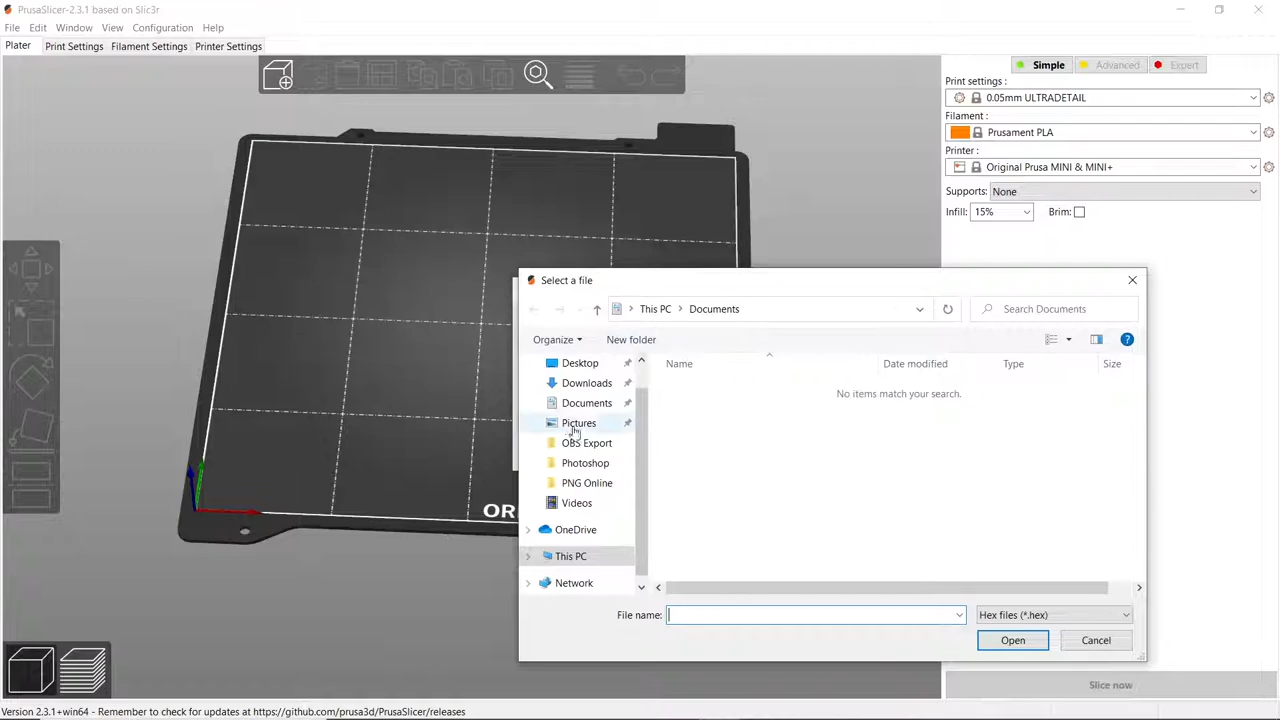 PrusaSlicer-2.3.1 based on Slic3r
File Edit Window View Configuration Help
Plater Print Settings Filament Settings Printer Settings
Simple Advanced Expert
Print settings:
0.05mm ULTRADETAIL
Filament :
Prusament PLA
Printer :
Original Prusa MINI & MINI+
Supports: None
Infill: 15% Brim:
OR
Select a file
This PC Documents
Search Documents
Organize New folder
Name Date modified Type Size
No items match your search.
Desktop
Downloads
Documents
Pictures
OBS Export
Photoshop
PNG Online
Videos
OneDrive
This PC
Network
File name: Hex files (*.hex)
Open Cancel
Slice now
Version 2.3.1+win64 - Remember to check for updates at https://github.com/prusa3d/PrusaSlicer/releases